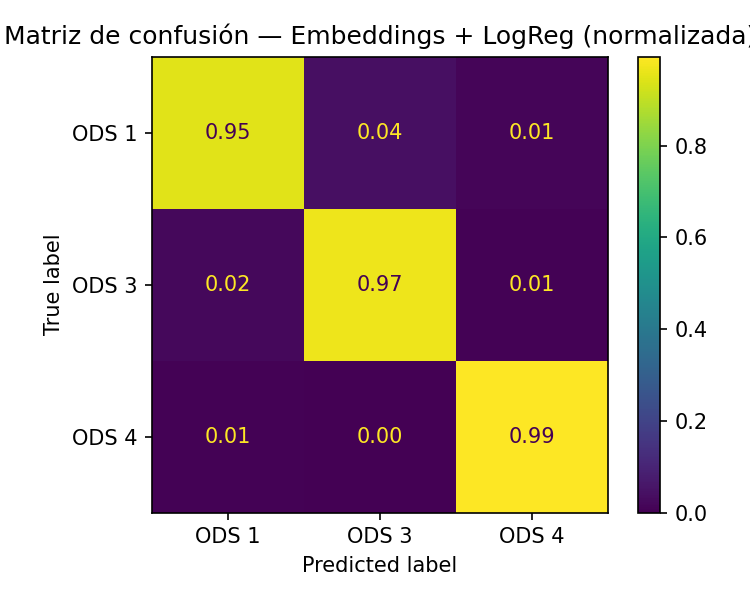 Matriz de confusión — Embeddings + LogReg (normalizada)
ODS 1 0.95 0.04 0.01
ODS 3 0.02 0.97 0.01
ODS 4 0.01 0.00 0.99
ODS 1 ODS 3 ODS 4
Predicted label
True label
0.8
0.6
0.4
0.2
0.0